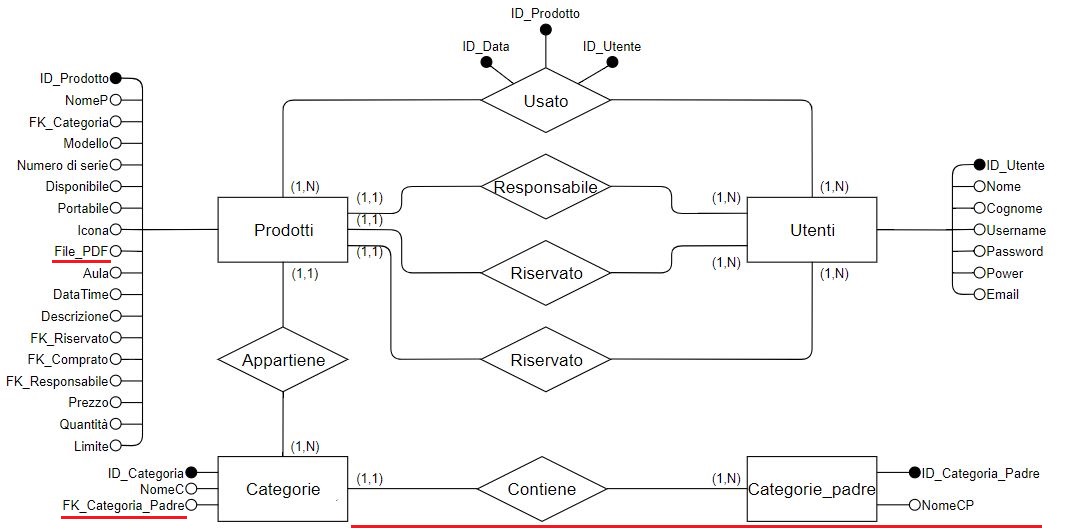 ID_Prodotto
ID_Data
ID_Utente
Usato
ID_Prodotto
NomeP
FK_Categoria
Modello
Numero di serie
Disponibile
Portabile
Icona
File_PDF
Aula
DataTime
Descrizione
FK_Riservato
FK_Comprato
FK_Responsabile
Prezzo
Quantità
Limite
(1,N)
(1,N)
Prodotti
(1,1)
Responsabile
(1,N)
(1,1)
Riservato
(1,N)
(1,1)
Riservato
(1,N)
Utenti
ID_Utente
Nome
Cognome
Username
Password
Power
Email
(1,1)
Appartiene
(1,N)
ID_Categoria
NomeC
FK_Categoria_Padre
Categorie
(1,1)
Contiene
(1,N)
Categorie_padre
ID_Categoria_Padre
NomeCP